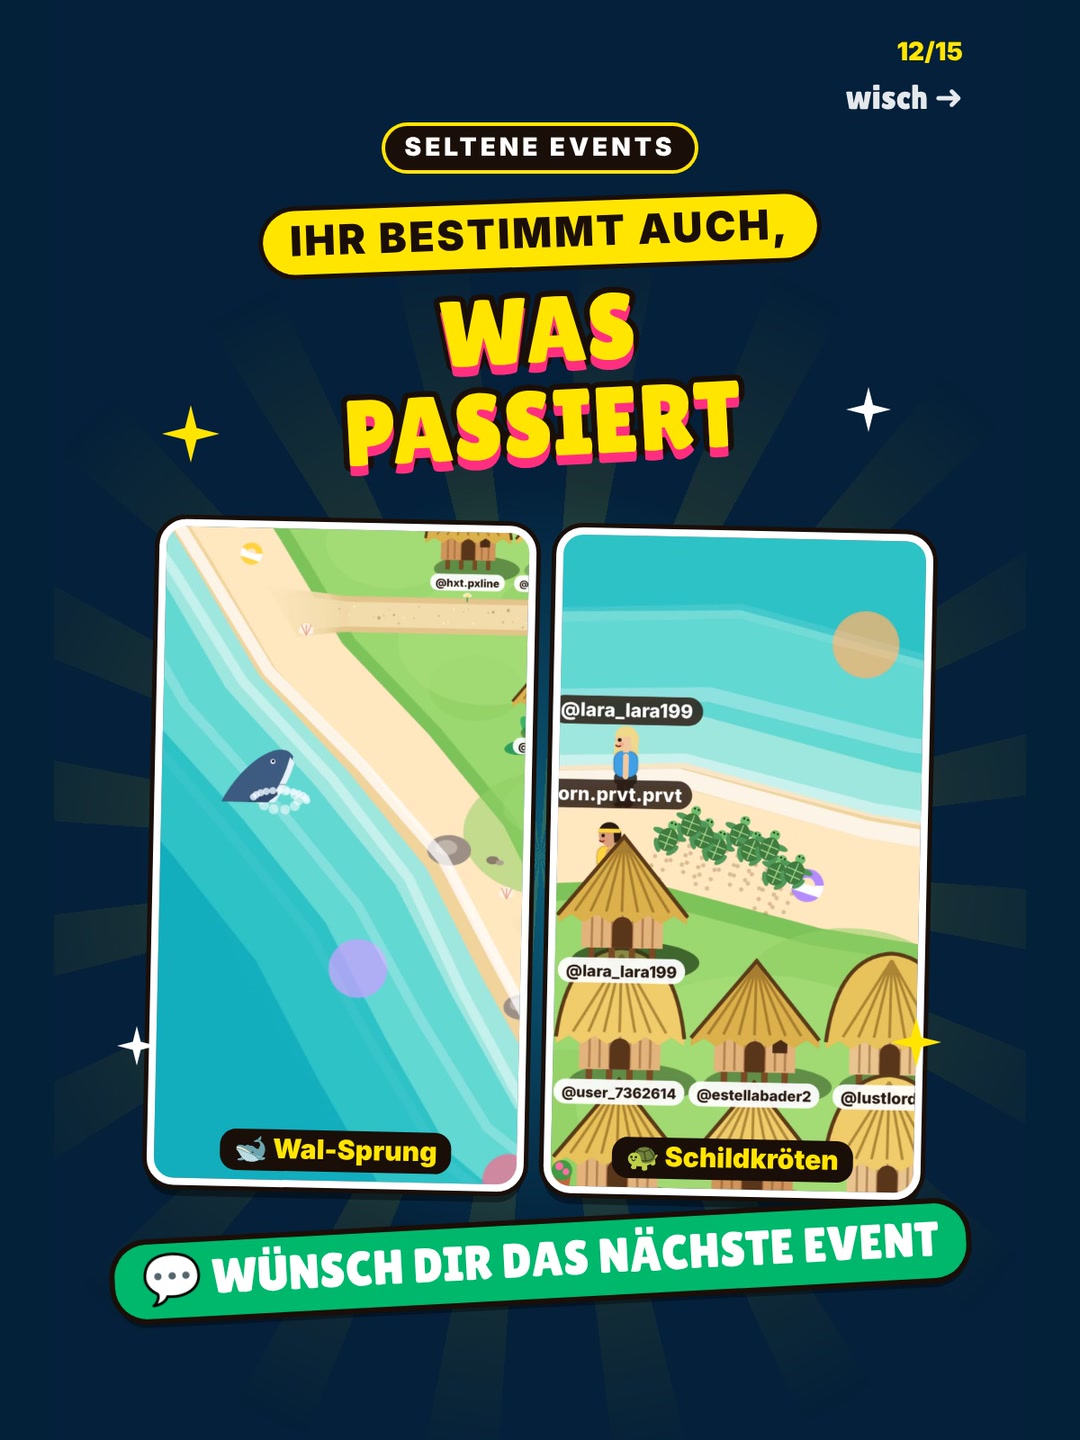 12/15
wisch →
SELTENE EVENTS
IHR BESTIMMT AUCH,
WAS
PASSIERT
@hxt.pxline
@
@
Wal-Sprung
@lara_lara199
orn.prvt.prvt
@lara_lara199
@user_7362614
@estellabader2
@lustlord
Schildkröten
WÜNSCH DIR DAS NÄCHSTE EVENT